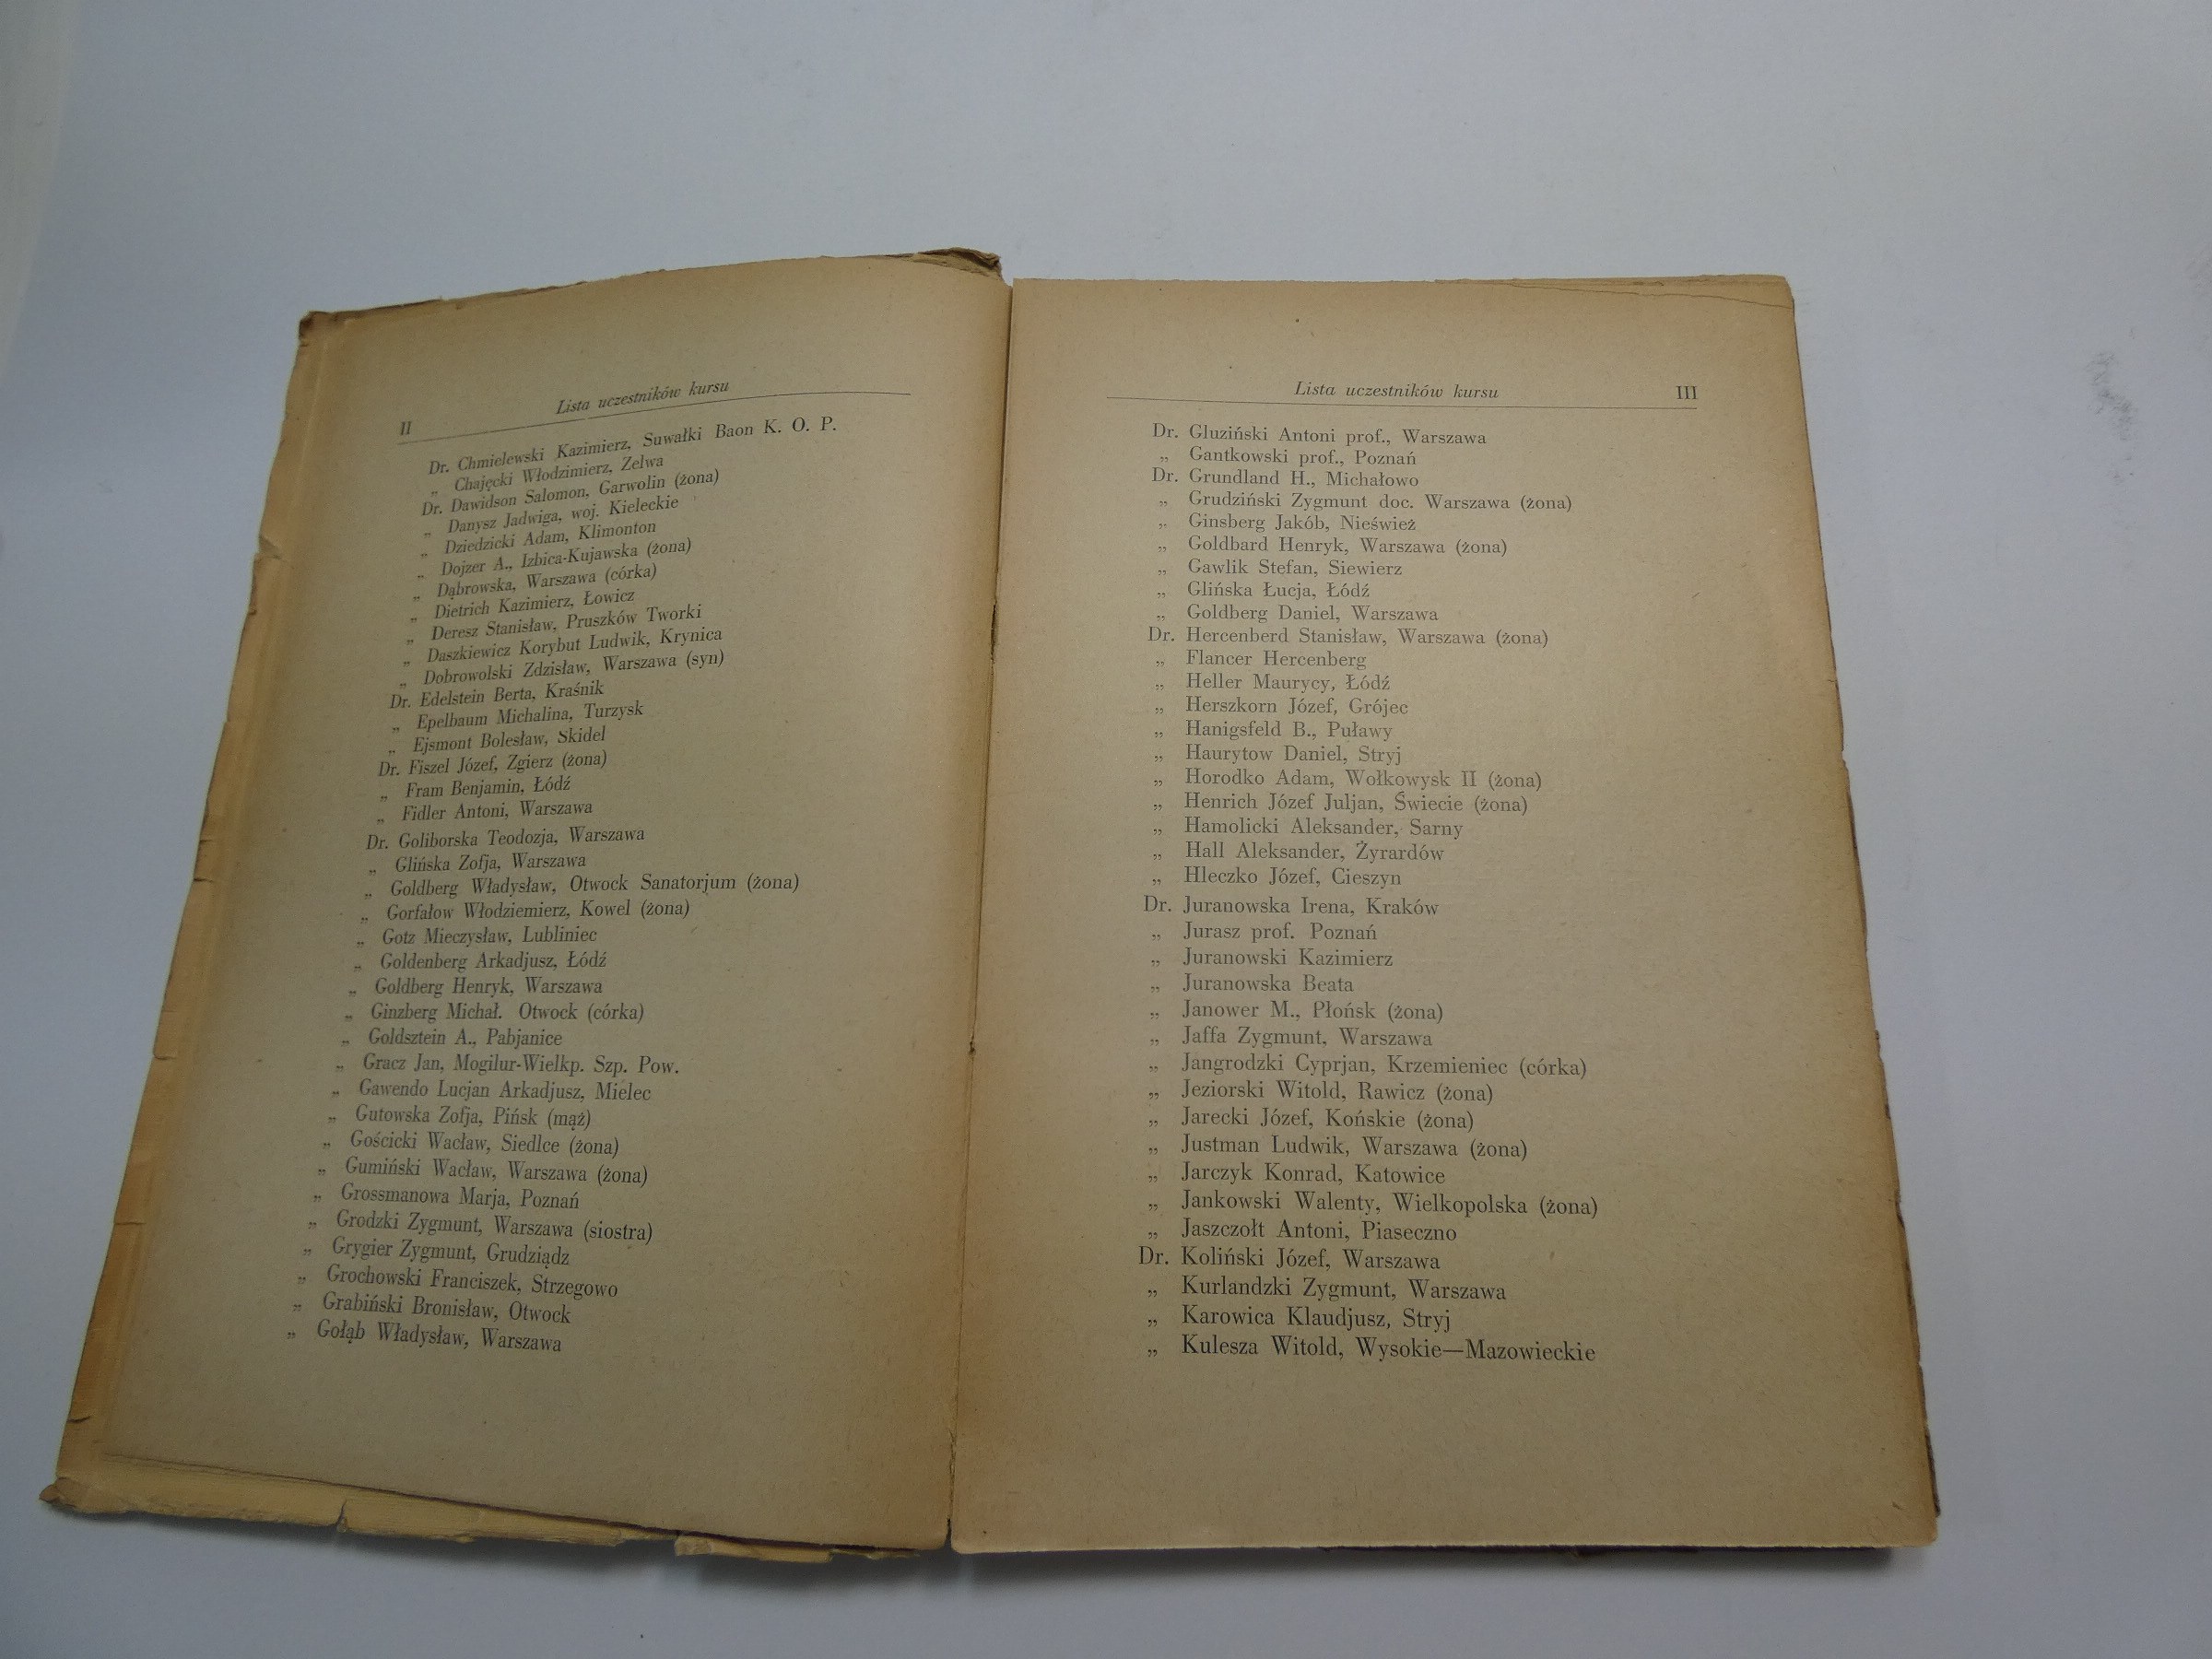 II
Lista uczestników kursu
Dr. Chmielewski Kazimierz, Suwałki Baon K. O. P.
„ Chajęcki Włodzimierz, Zelwa
Dr. Dawidson Salomon, Garwolin (żona)
„ Danysz Jadwiga, woj. Kieleckie
„ Dziedzicki Adam, Klimonton
„ Dojzer A., Izbica-Kujawska (żona)
„ Dąbrowska, Warszawa (córka)
„ Dietrich Kazimierz, Łowicz
„ Deresz Stanisław, Pruszków Tworki
„ Daszkiewicz Korybut Ludwik, Krynica
„ Dobrowolski Zdzisław, Warszawa (syn)
Dr. Edelstein Berta, Kraśnik
„ Epelbaum Michalina, Turzysk
„ Ejsmont Bolesław, Skidel
Dr. Fiszel Józef, Zgierz (żona)
„ Fram Benjamin, Łódź
„ Fidler Antoni, Warszawa
Dr. Goliborska Teodozja, Warszawa
„ Glińska Zofja, Warszawa
„ Goldberg Władysław, Otwock Sanatorjum (żona)
„ Gorfałow Włodziemierz, Kowel (żona)
„ Gotz Mieczysław, Lubliniec
„ Goldenberg Arkadjusz, Łódź
„ Goldberg Henryk, Warszawa
„ Ginzberg Michał. Otwock (córka)
„ Goldsztein A., Pabjanice
„ Gracz Jan, Mogilur-Wielkp. Szp. Pow.
„ Gawendo Lucjan Arkadjusz, Mielec
„ Gutowska Zofja, Pińsk (mąż)
„ Gościcki Wacław, Siedlce (żona)
„ Gumiński Wacław, Warszawa (żona)
„ Grossmanowa Marja, Poznań
„ Grodzki Zygmunt, Warszawa (siostra)
„ Grygier Zygmunt, Grudziądz
„ Grochowski Franciszek, Strzegowo
„ Grabiński Bronisław, Otwock
„ Gołąb Władysław, Warszawa
Lista uczestników kursu
III
Dr. Gluziński Antoni prof., Warszawa
„ Gantkowski prof., Poznań
Dr. Grundland H., Michałowo
„ Grudziński Zygmunt doc. Warszawa (żona)
„ Ginsberg Jakób, Nieśwież
„ Goldbard Henryk, Warszawa (żona)
„ Gawlik Stefan, Siewierz
„ Glińska Łucja, Łódź
„ Goldberg Daniel, Warszawa
Dr. Hercenberd Stanisław, Warszawa (żona)
„ Flancer Hercenberg
„ Heller Maurycy, Łódź
„ Herszkorn Józef, Grójec
„ Hanigsfeld B., Puławy
„ Haurytow Daniel, Stryj
„ Horodko Adam, Wołkowysk II (żona)
„ Henrich Józef Juljan, Świecie (żona)
„ Hamolicki Aleksander, Sarny
„ Hall Aleksander, Żyrardów
„ Hleczko Józef, Cieszyn
Dr. Juranowska Irena, Kraków
„ Jurasz prof. Poznań
„ Juranowski Kazimierz
„ Juranowska Beata
„ Janower M., Płońsk (żona)
„ Jaffa Zygmunt, Warszawa
„ Jangrodzki Cyprjan, Krzemieniec (córka)
„ Jeziorski Witold, Rawicz (żona)
„ Jarecki Józef, Końskie (żona)
„ Justman Ludwik, Warszawa (żona)
„ Jarczyk Konrad, Katowice
„ Jankowski Walenty, Wielkopolska (żona)
„ Jaszczołt Antoni, Piaseczno
Dr. Koliński Józef, Warszawa
„ Kurlandzki Zygmunt, Warszawa
„ Karowica Klaudjusz, Stryj
„ Kulesza Witold, Wysokie—Mazowieckie